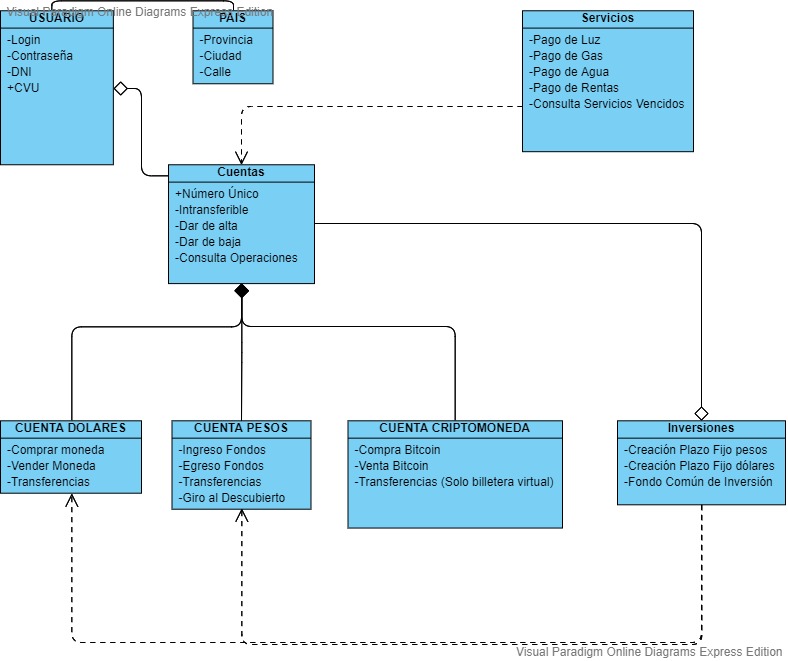 Visual Paradigm Online Diagrams Express Edition
USUARIO
-Login
-Contraseña
-DNI
+CVU
PAÍS
-Provincia
-Ciudad
-Calle
Servicios
-Pago de Luz
-Pago de Gas
-Pago de Agua
-Pago de Rentas
-Consulta Servicios Vencidos
Cuentas
+Número Único
-Intransferible
-Dar de alta
-Dar de baja
-Consulta Operaciones
CUENTA DOLARES
-Comprar moneda
-Vender Moneda
-Transferencias
CUENTA PESOS
-Ingreso Fondos
-Egreso Fondos
-Transferencias
-Giro al Descubierto
CUENTA CRIPTOMONEDA
-Compra Bitcoin
-Venta Bitcoin
-Transferencias (Solo billetera virtual)
Inversiones
-Creación Plazo Fijo pesos
-Creación Plazo Fijo dólares
-Fondo Común de Inversión
Visual Paradigm Online Diagrams Express Edition